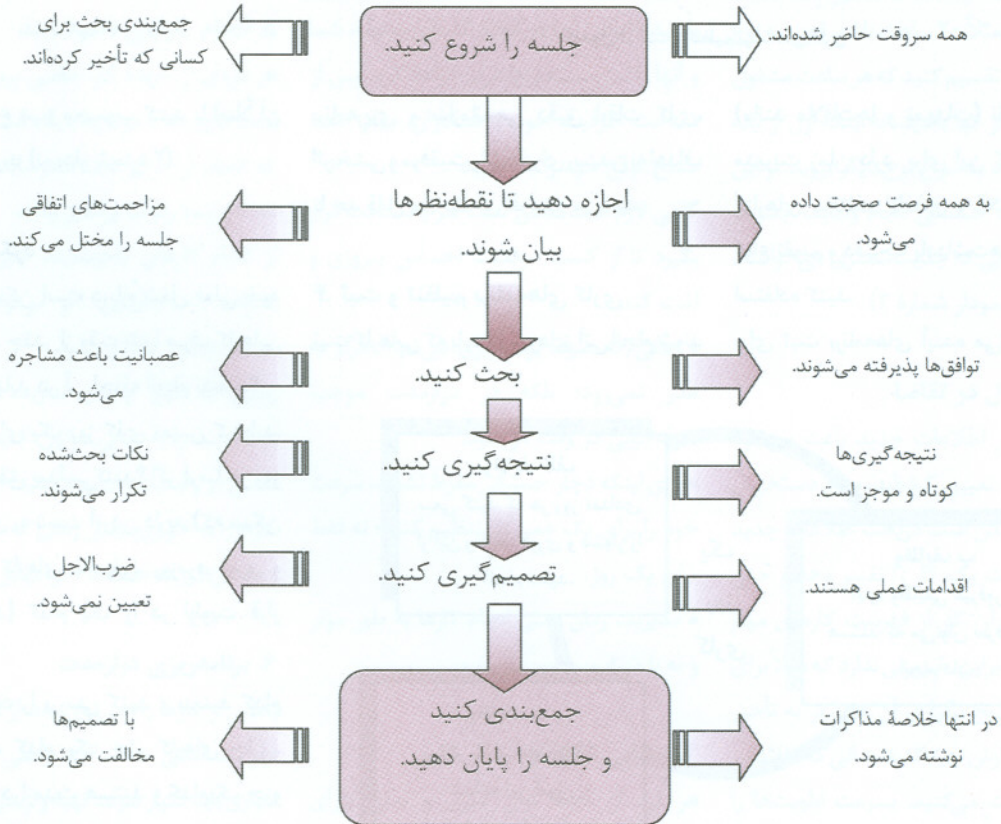 همه سروقت حاضر شده‌اند.
جلسه را شروع کنید.
جمع‌بندی بحث برای
کسانی که تأخیر کرده‌اند.
به همه فرصت صحبت داده
می‌شود.
اجازه دهید تا نقطه‌نظرها
بیان شوند.
مزاحمت‌های اتفاقی
جلسه را مختل می‌کند.
توافق‌ها پذیرفته می‌شوند.
بحث کنید.
عصبانیت باعث مشاجره
می‌شود.
نتیجه‌گیری‌ها
کوتاه و موجز است.
نتیجه‌گیری کنید.
نکات بحث‌شده
تکرار می‌شوند.
اقدامات عملی هستند.
تصمیم‌گیری کنید.
ضرب‌الاجل
تعیین نمی‌شود.
در انتها خلاصۀ مذاکرات
نوشته می‌شود.
جمع‌بندی کنید
و جلسه را پایان دهید.
با تصمیم‌ها
مخالفت می‌شود.